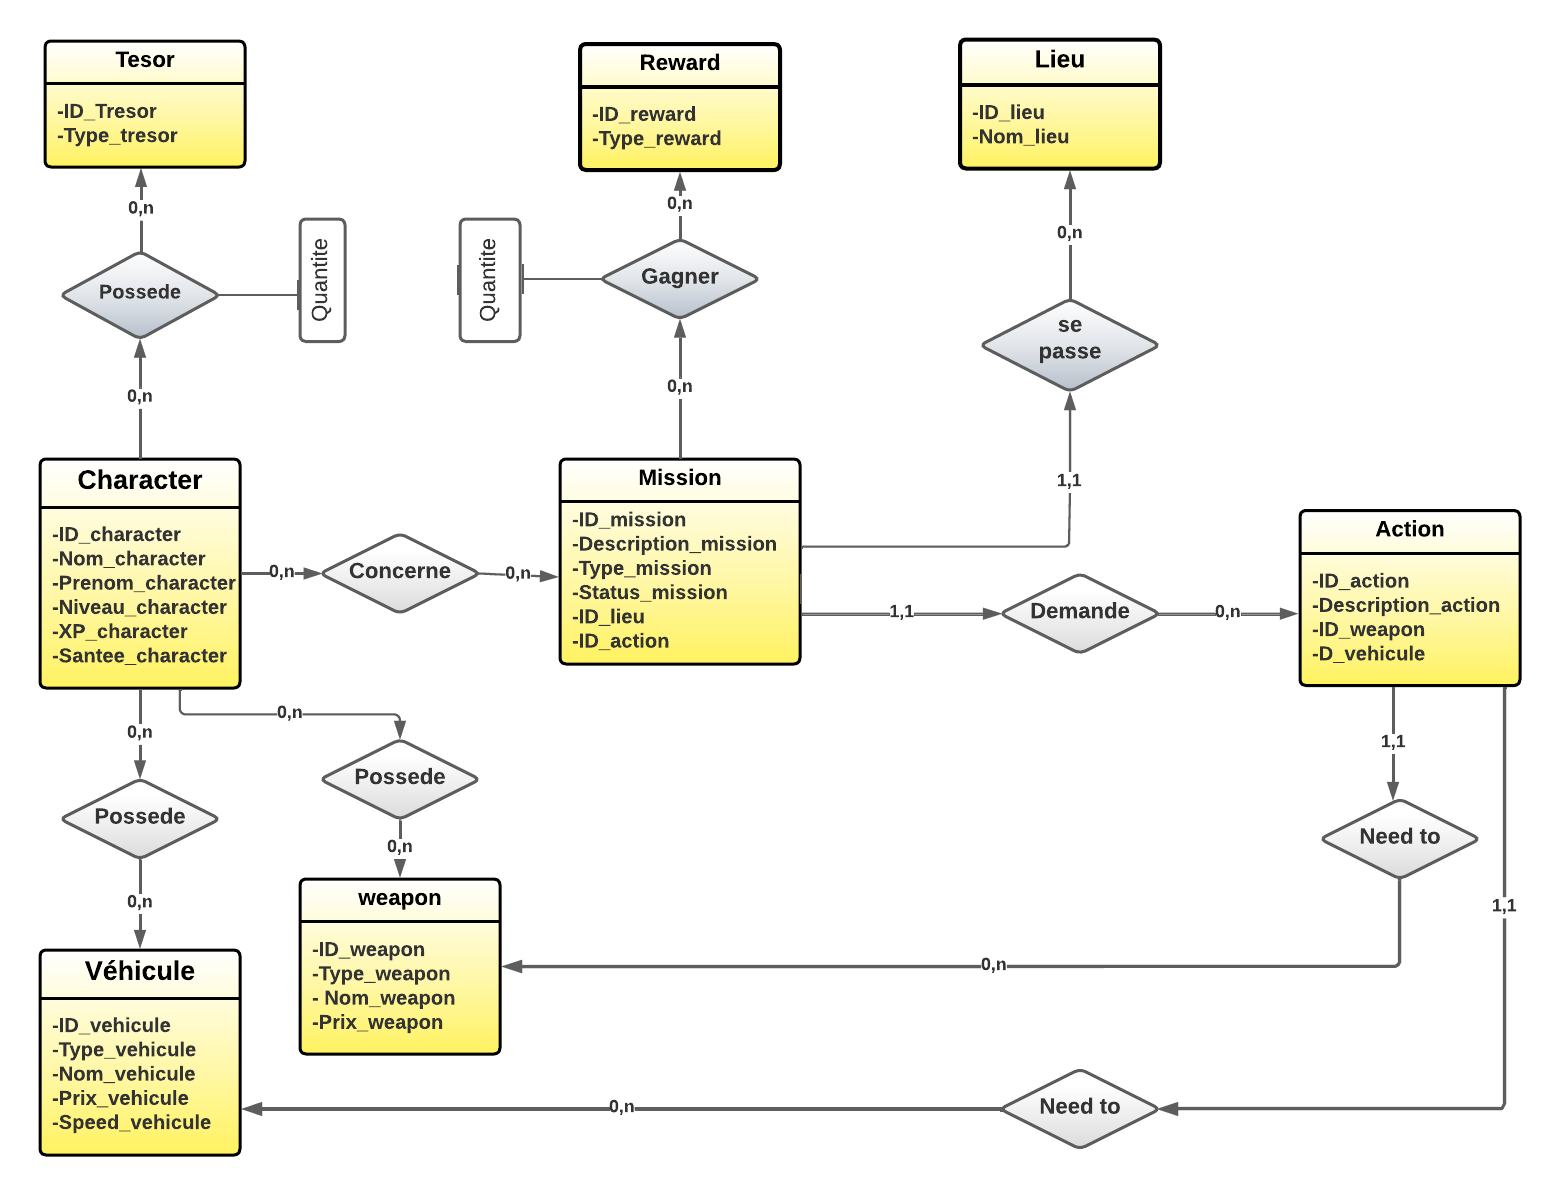 Tesor
-ID_Tresor
-Type_tresor
Reward
-ID_reward
-Type_reward
Lieu
-ID_lieu
-Nom_lieu
0,n
0,n
0,n
Possede
Quantite
Quantite
Gagner
se
passe
0,n
0,n
1,1
Character
-ID_character
-Nom_character
-Prenom_character
-Niveau_character
-XP_character
-Santee_character
0,n
Concerne
0,n
Mission
-ID_mission
-Description_mission
-Type_mission
-Status_mission
-ID_lieu
-ID_action
1,1
Demande
0,n
Action
-ID_action
-Description_action
-ID_weapon
-D_vehicule
0,n
0,n
1,1
Possede
Possede
Need to
0,n
0,n
1,1
weapon
-ID_weapon
-Type_weapon
- Nom_weapon
-Prix_weapon
0,n
Véhicule
-ID_vehicule
-Type_vehicule
-Nom_vehicule
-Prix_vehicule
-Speed_vehicule
0,n
Need to